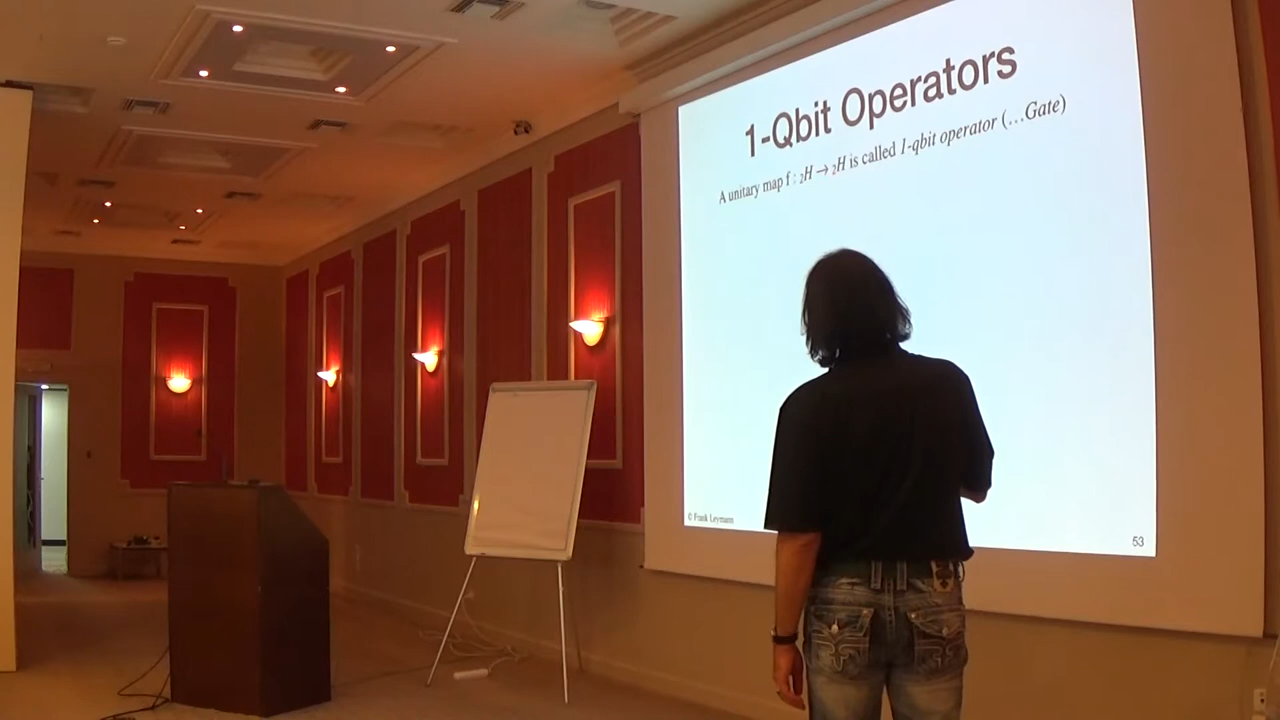 1-Qbit Operators
A unitary map f : ₂H → ₂H is called 1-qbit operator (…Gate)
© Frank Leymann
53